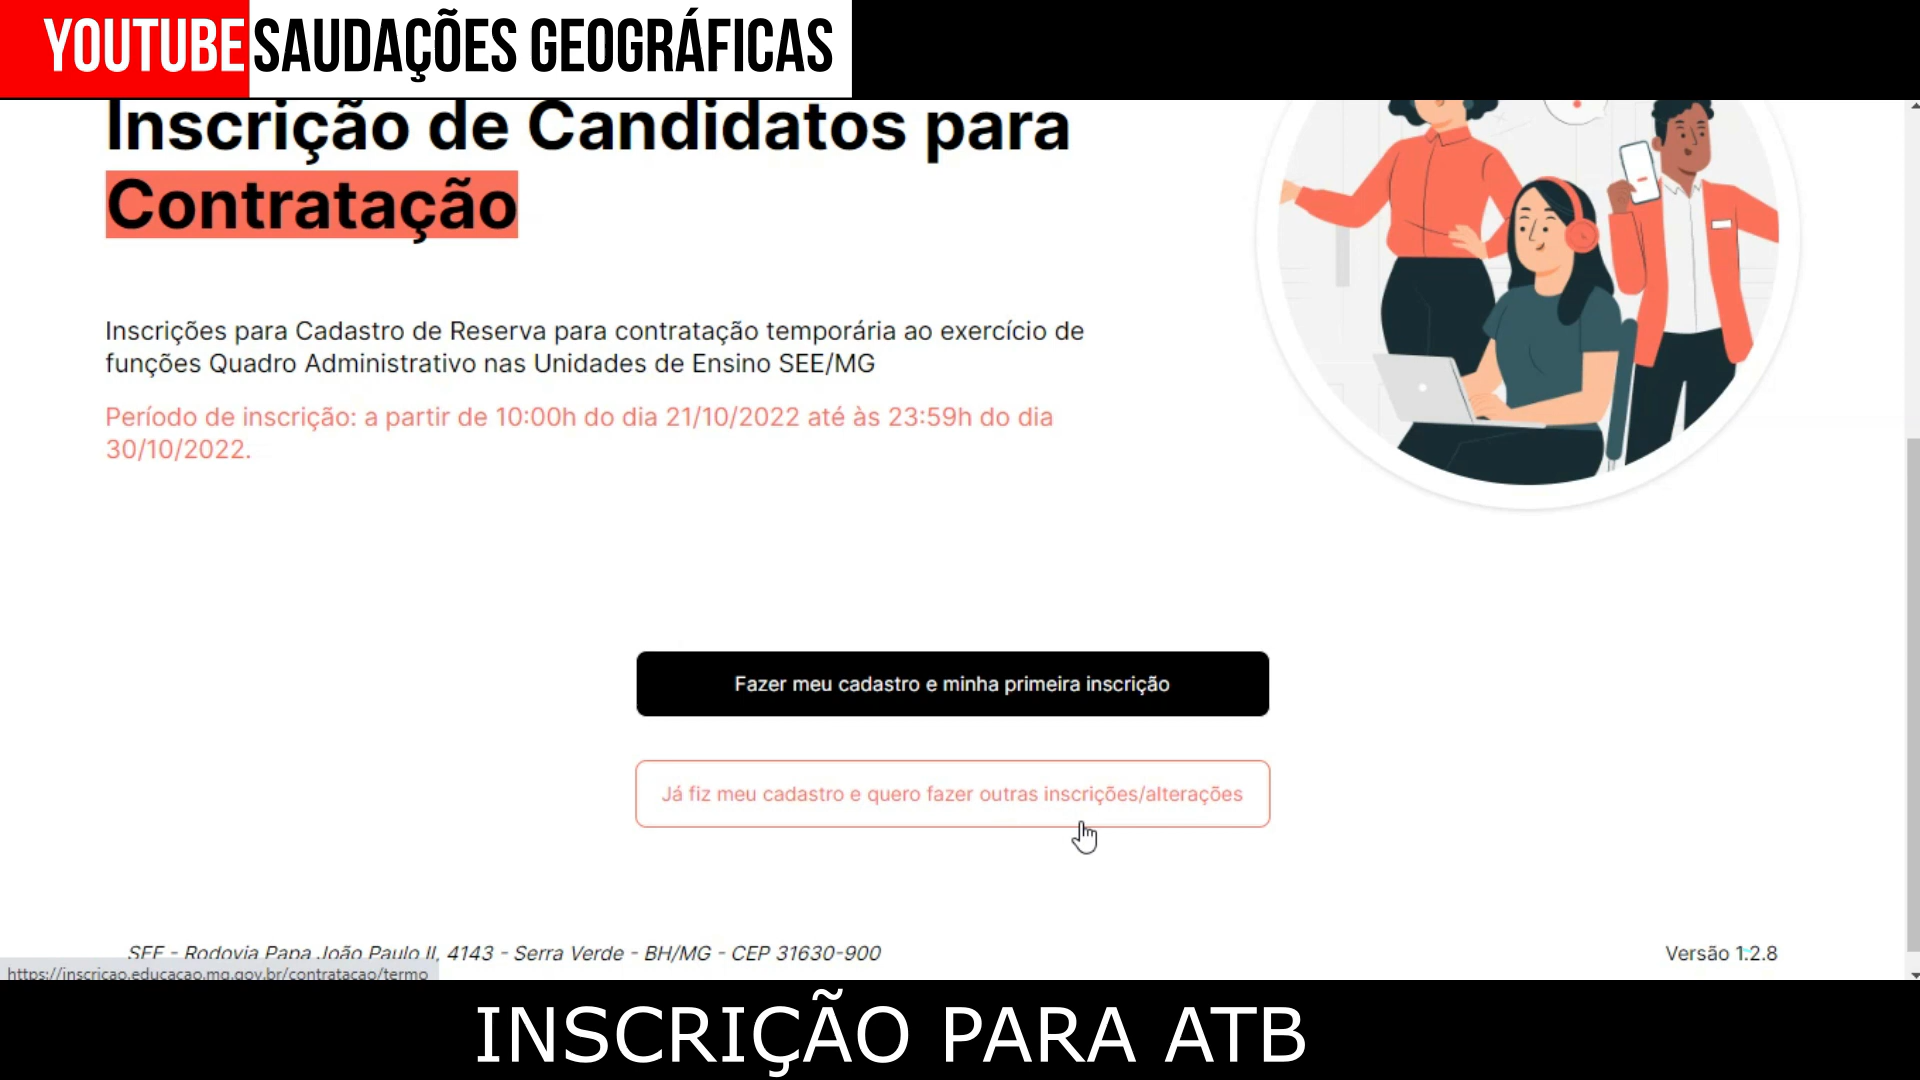 YOUTUBE SAUDAÇÕES GEOGRÁFICAS
Inscrição de Candidatos para
Contratação
Inscrições para Cadastro de Reserva para contratação temporária ao exercício de
funções Quadro Administrativo nas Unidades de Ensino SEE/MG
Período de inscrição: a partir de 10:00h do dia 21/10/2022 até às 23:59h do dia
30/10/2022.
Fazer meu cadastro e minha primeira inscrição
Já fiz meu cadastro e quero fazer outras inscrições/alterações
SEE - Rodovia Papa João Paulo II, 4143 - Serra Verde - BH/MG - CEP 31630-900
Versão 1.2.8
https://inscricao.educacao.mg.gov.br/contratacao/termo
INSCRIÇÃO PARA ATB